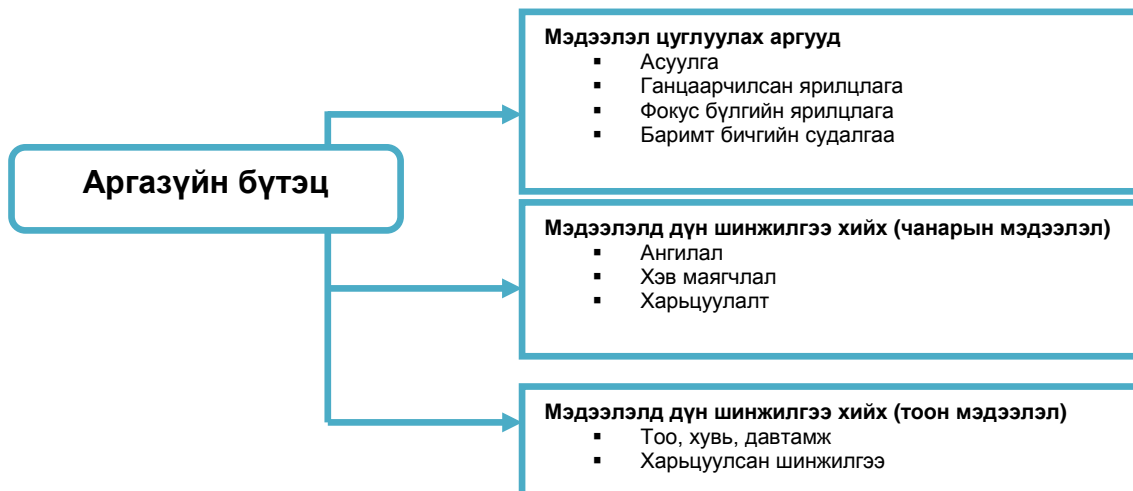 Аргазүйн бүтэц
Мэдээлэл цуглуулах аргууд
▪ Асуулга
▪ Ганцаарчилсан ярилцлага
▪ Фокус бүлгийн ярилцлага
▪ Баримт бичгийн судалгаа
Мэдээлэлд дүн шинжилгээ хийх (чанарын мэдээлэл)
▪ Ангилал
▪ Хэв маягчлал
▪ Харьцуулалт
Мэдээлэлд дүн шинжилгээ хийх (тоон мэдээлэл)
▪ Тоо, хувь, давтамж
▪ Харьцуулсан шинжилгээ